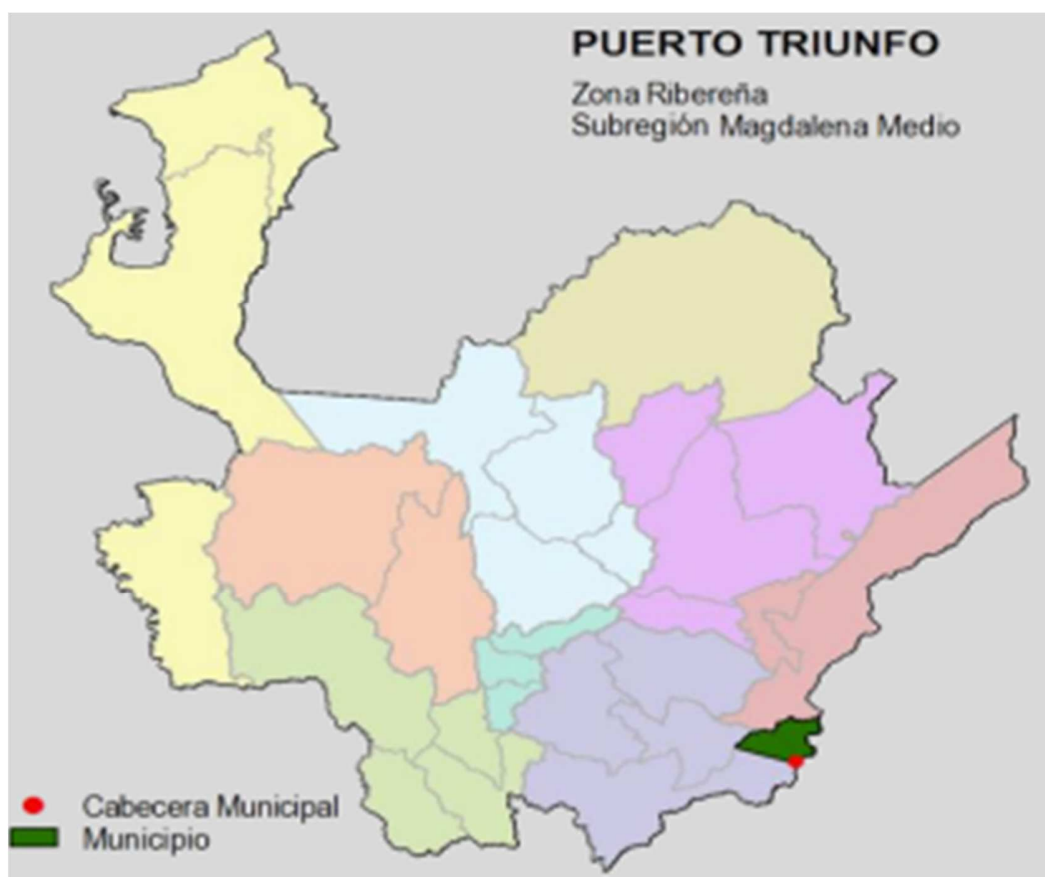 PUERTO TRIUNFO
Zona Ribereña
Subregión Magdalena Medio
Cabecera Municipal
Municipio